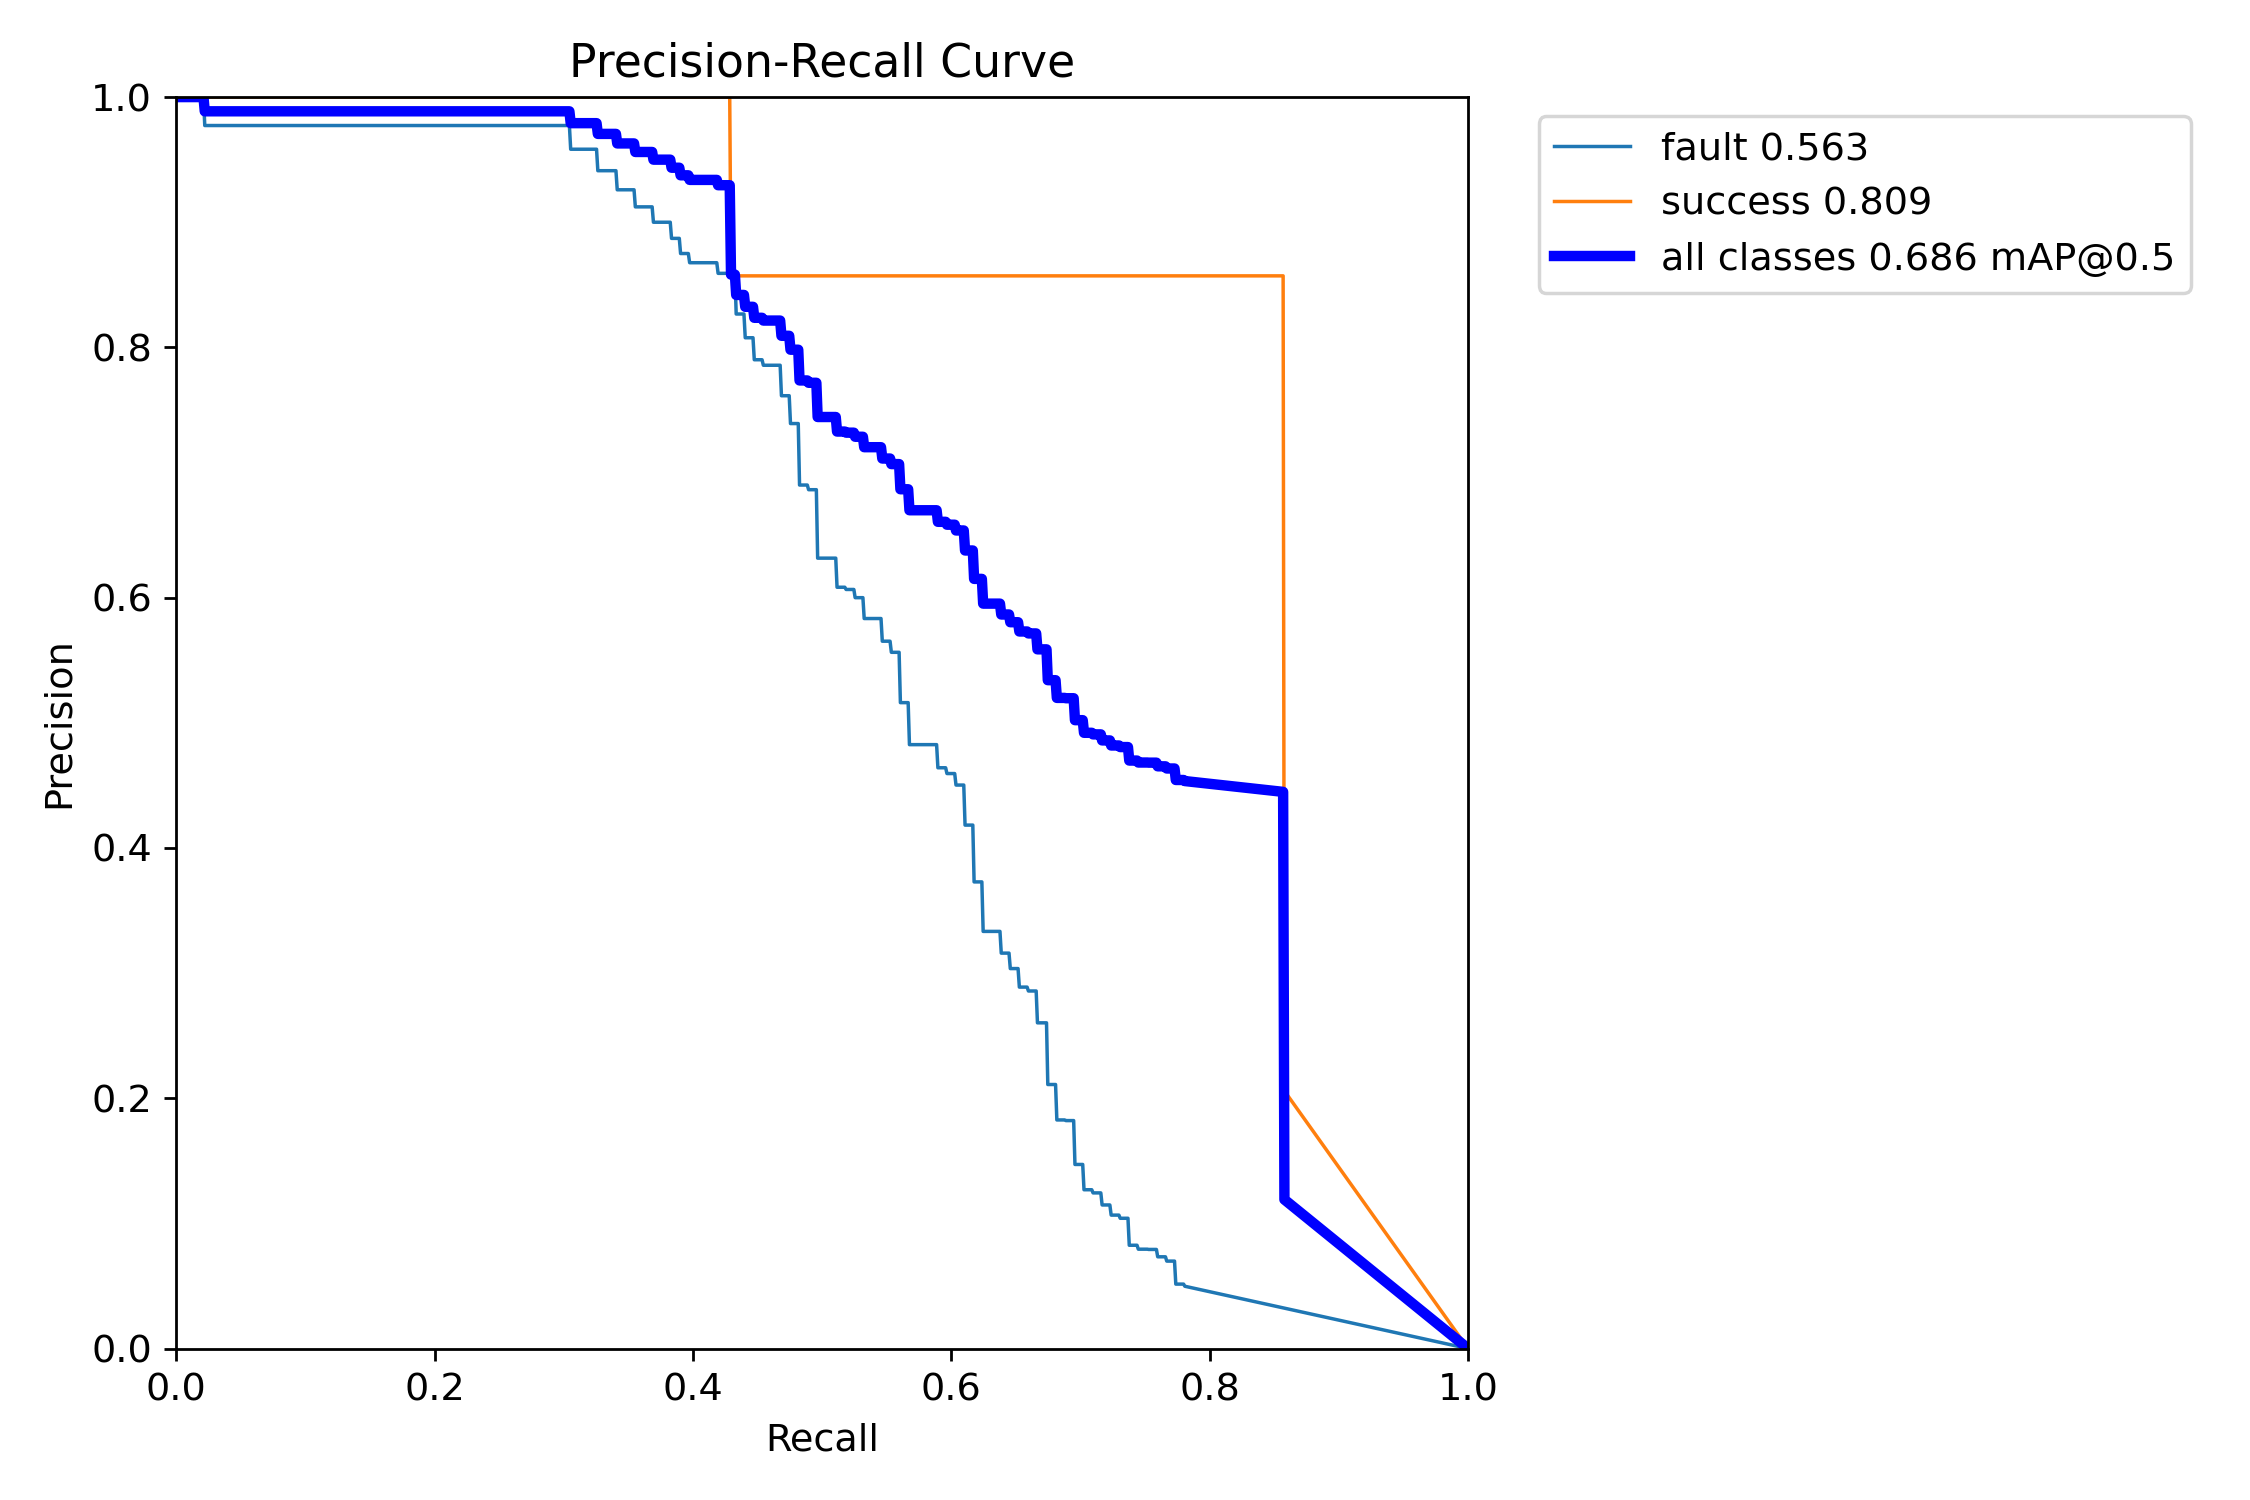 Precision-Recall Curve
1.0
0.8
0.6
0.4
0.2
0.0
Precision
0.0 0.2 0.4 0.6 0.8 1.0
Recall
fault 0.563
success 0.809
all classes 0.686 mAP@0.5